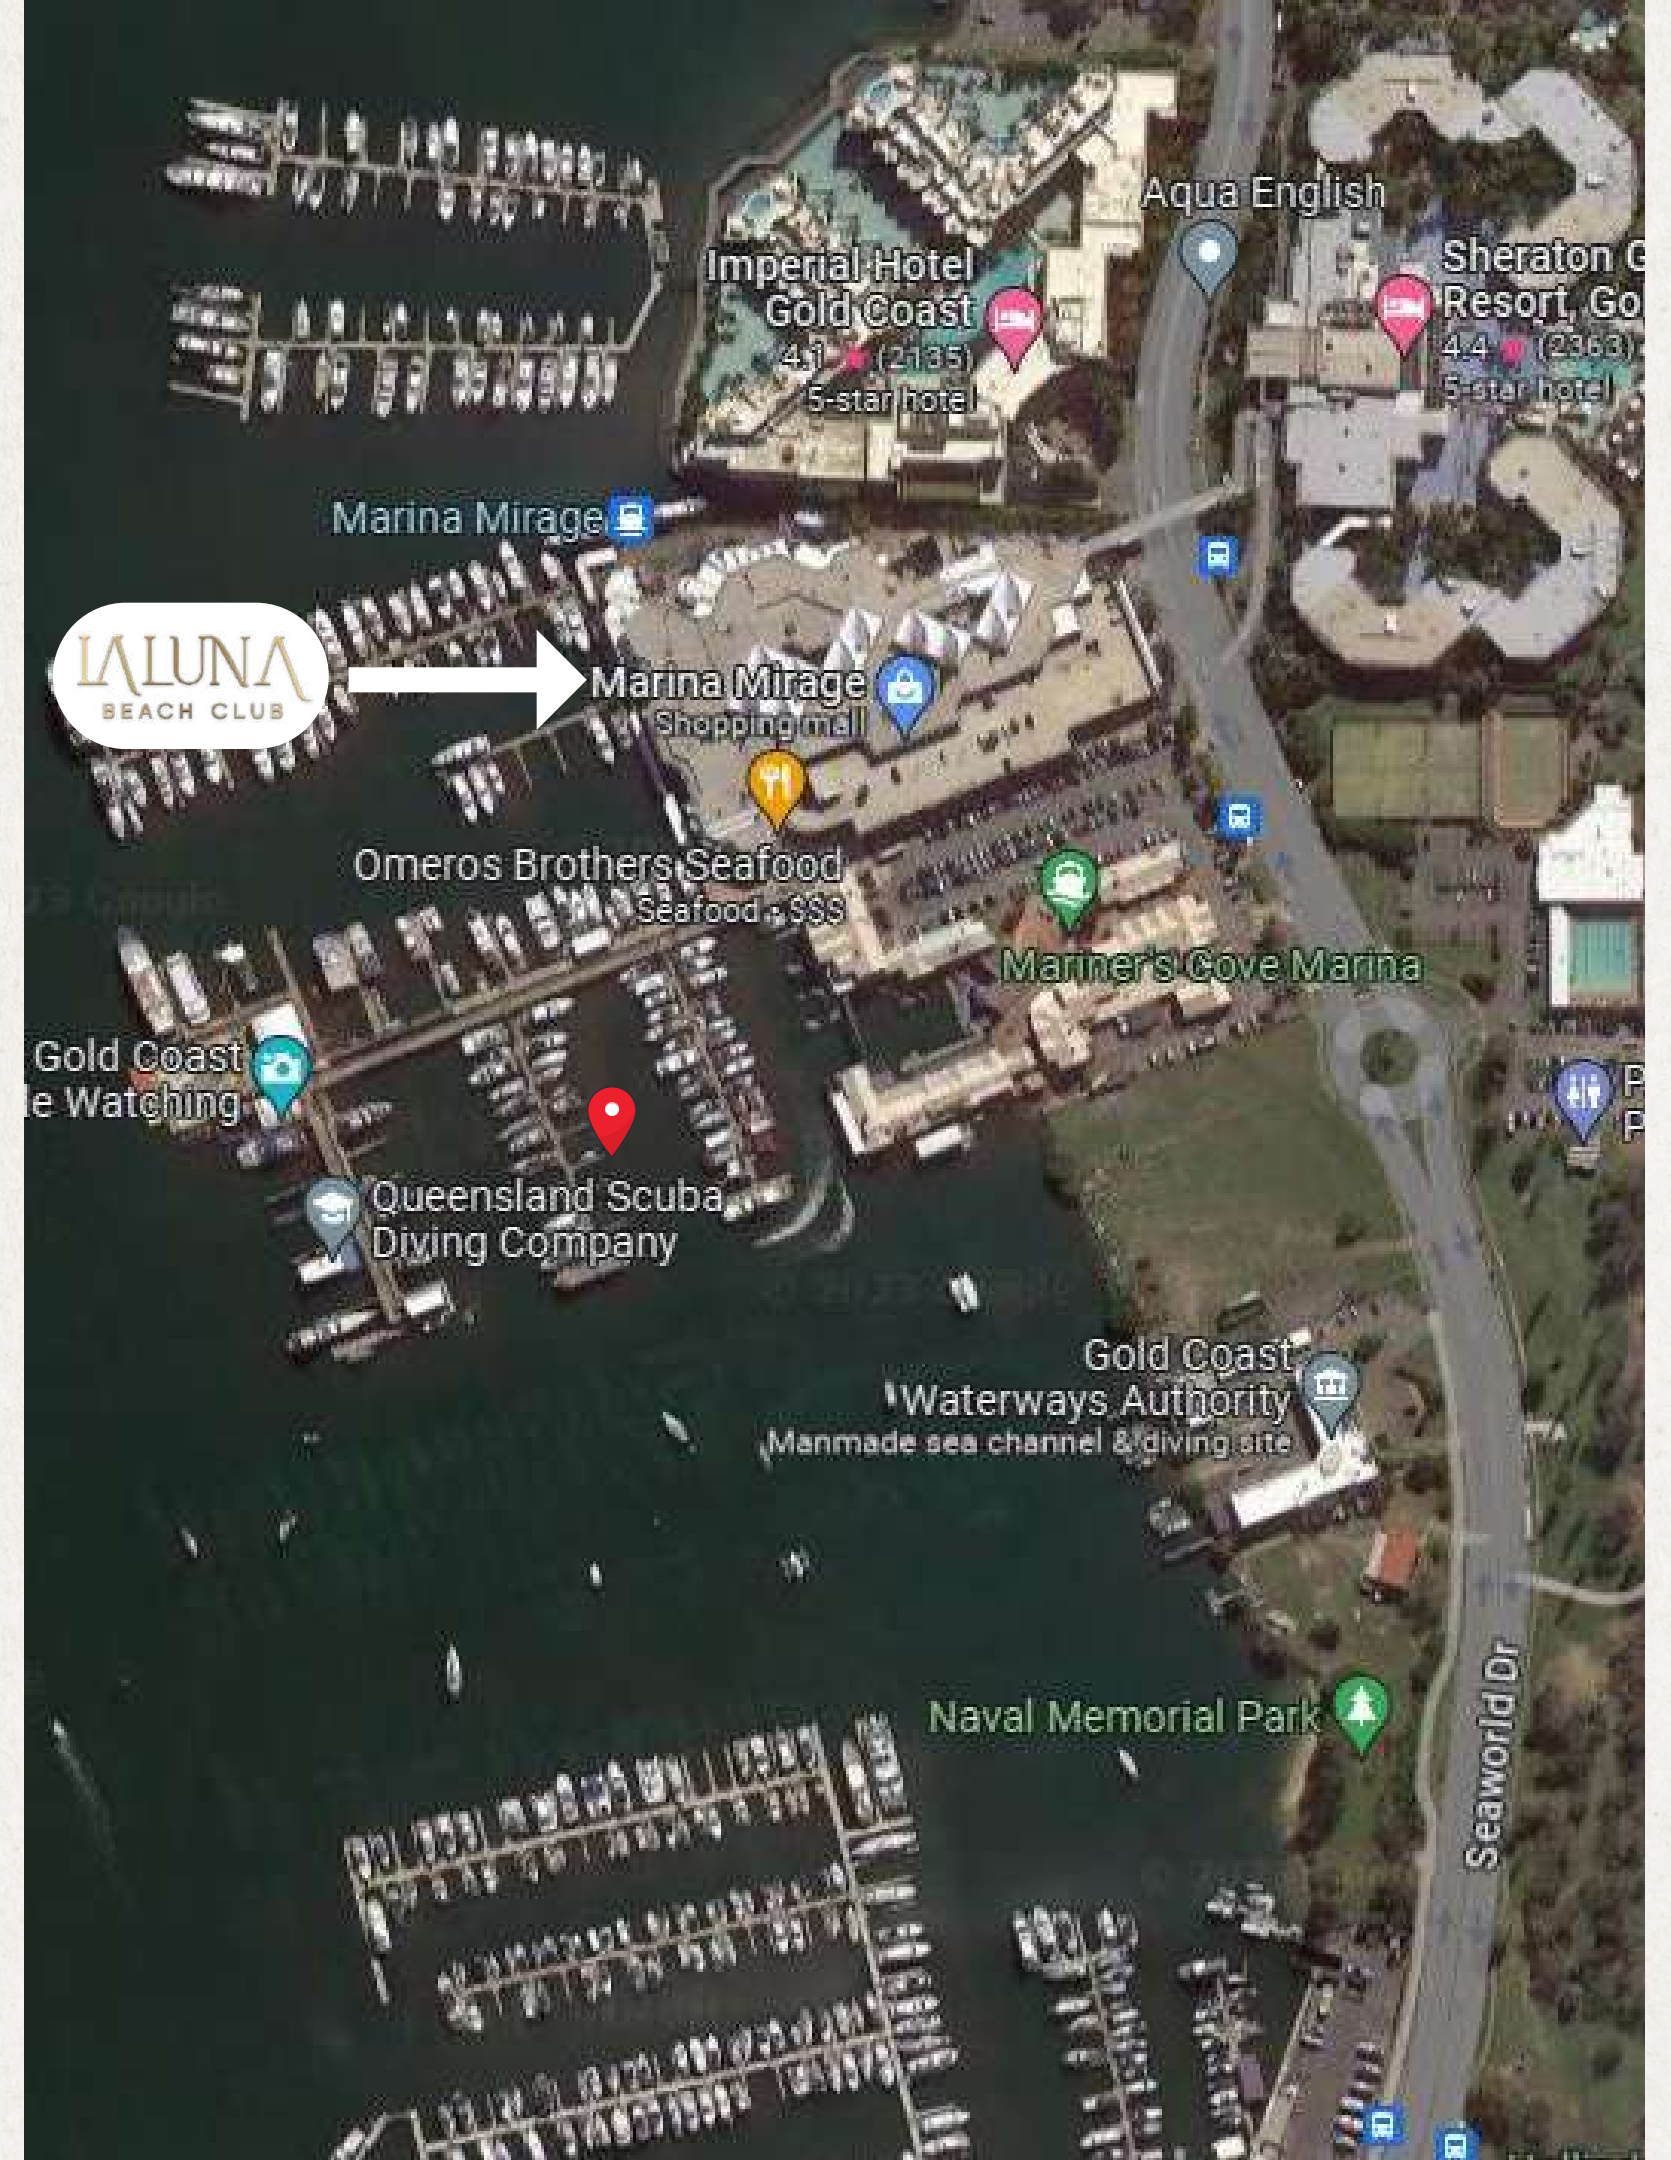 Aqua English
Imperial Hotel
Gold Coast
4.1 (2135)
5-star hotel
Sheraton G
Resort, Go
4.4 (2363)
5-star hotel
Marina Mirage
LALUNA
BEACH CLUB
Marina Mirage
Shopping mall
Omeros Brothers Seafood
Seafood • $$$
Mariner's Cove Marina
Gold Coast
le Watching
P
P
Queensland Scuba
Diving Company
Gold Coast
Waterways Authority
Manmade sea channel & diving site
Naval Memorial Park
Seaworld Dr